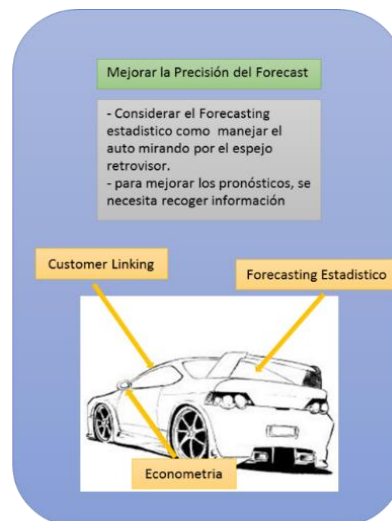 Mejorar la Precisión del Forecast
- Considerar el Forecasting
estadistico como manejar el
auto mirando por el espejo
retrovisor.
- para mejorar los pronósticos, se
necesita recoger información
Customer Linking
Forecasting Estadistico
Econometria